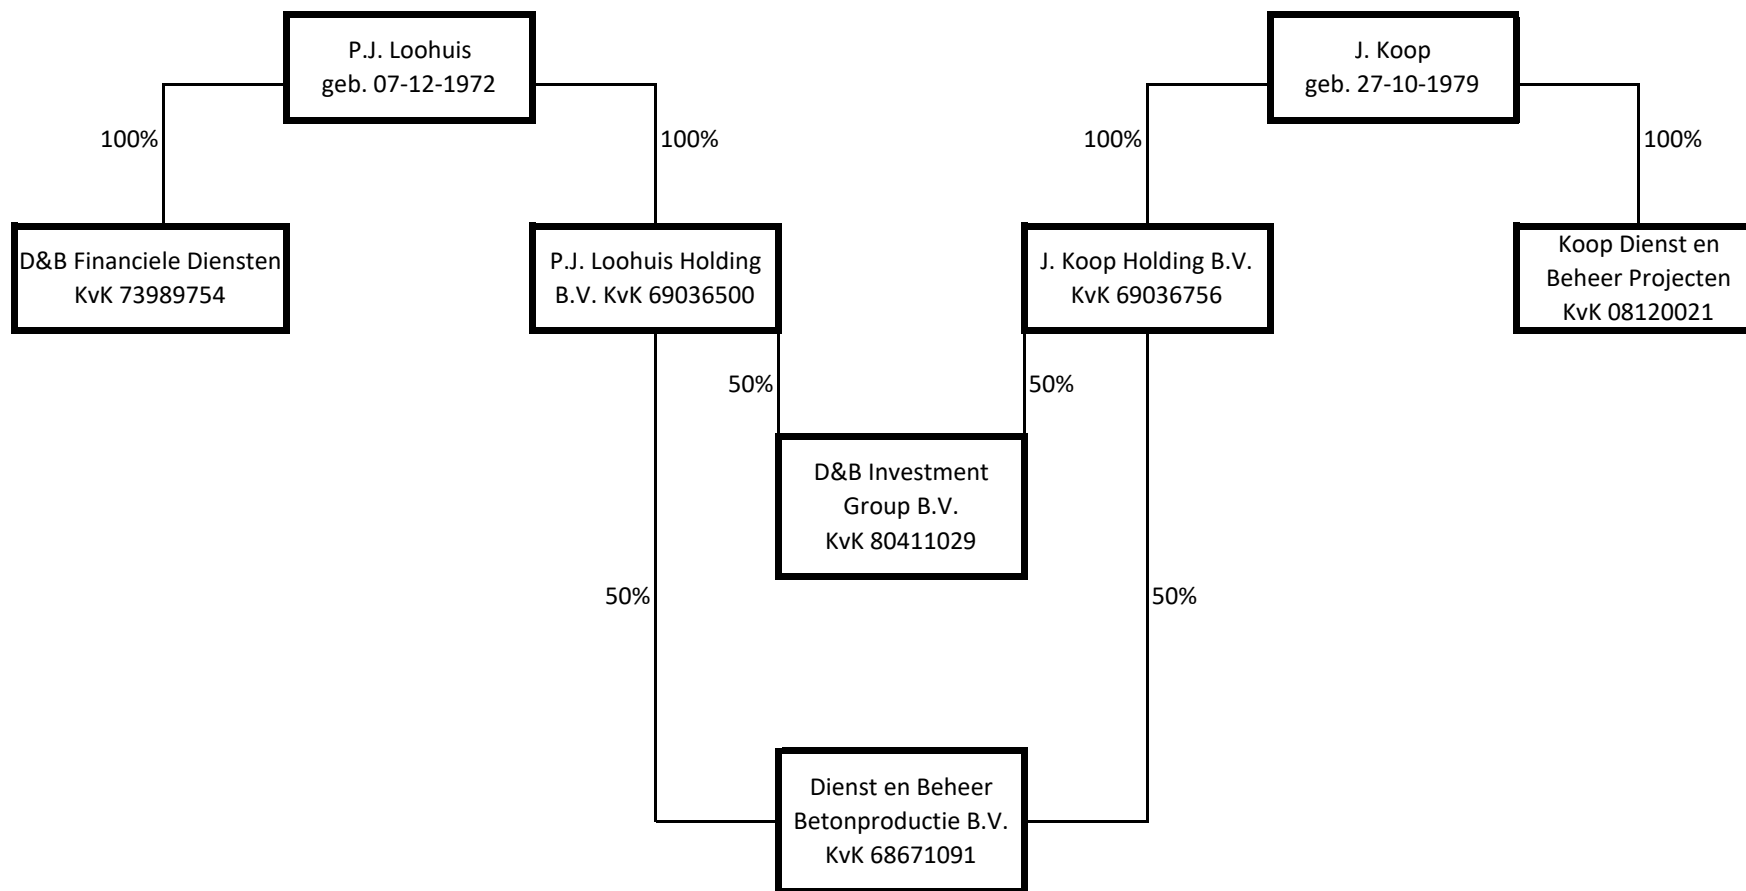 P.J. Loohuis
geb. 07-12-1972
J. Koop
geb. 27-10-1979
100%
100%
100%
100%
D&B Financiele Diensten
KvK 73989754
P.J. Loohuis Holding
B.V. KvK 69036500
J. Koop Holding B.V.
KvK 69036756
Koop Dienst en
Beheer Projecten
KvK 08120021
50%
50%
D&B Investment
Group B.V.
KvK 80411029
50%
50%
Dienst en Beheer
Betonproductie B.V.
KvK 68671091